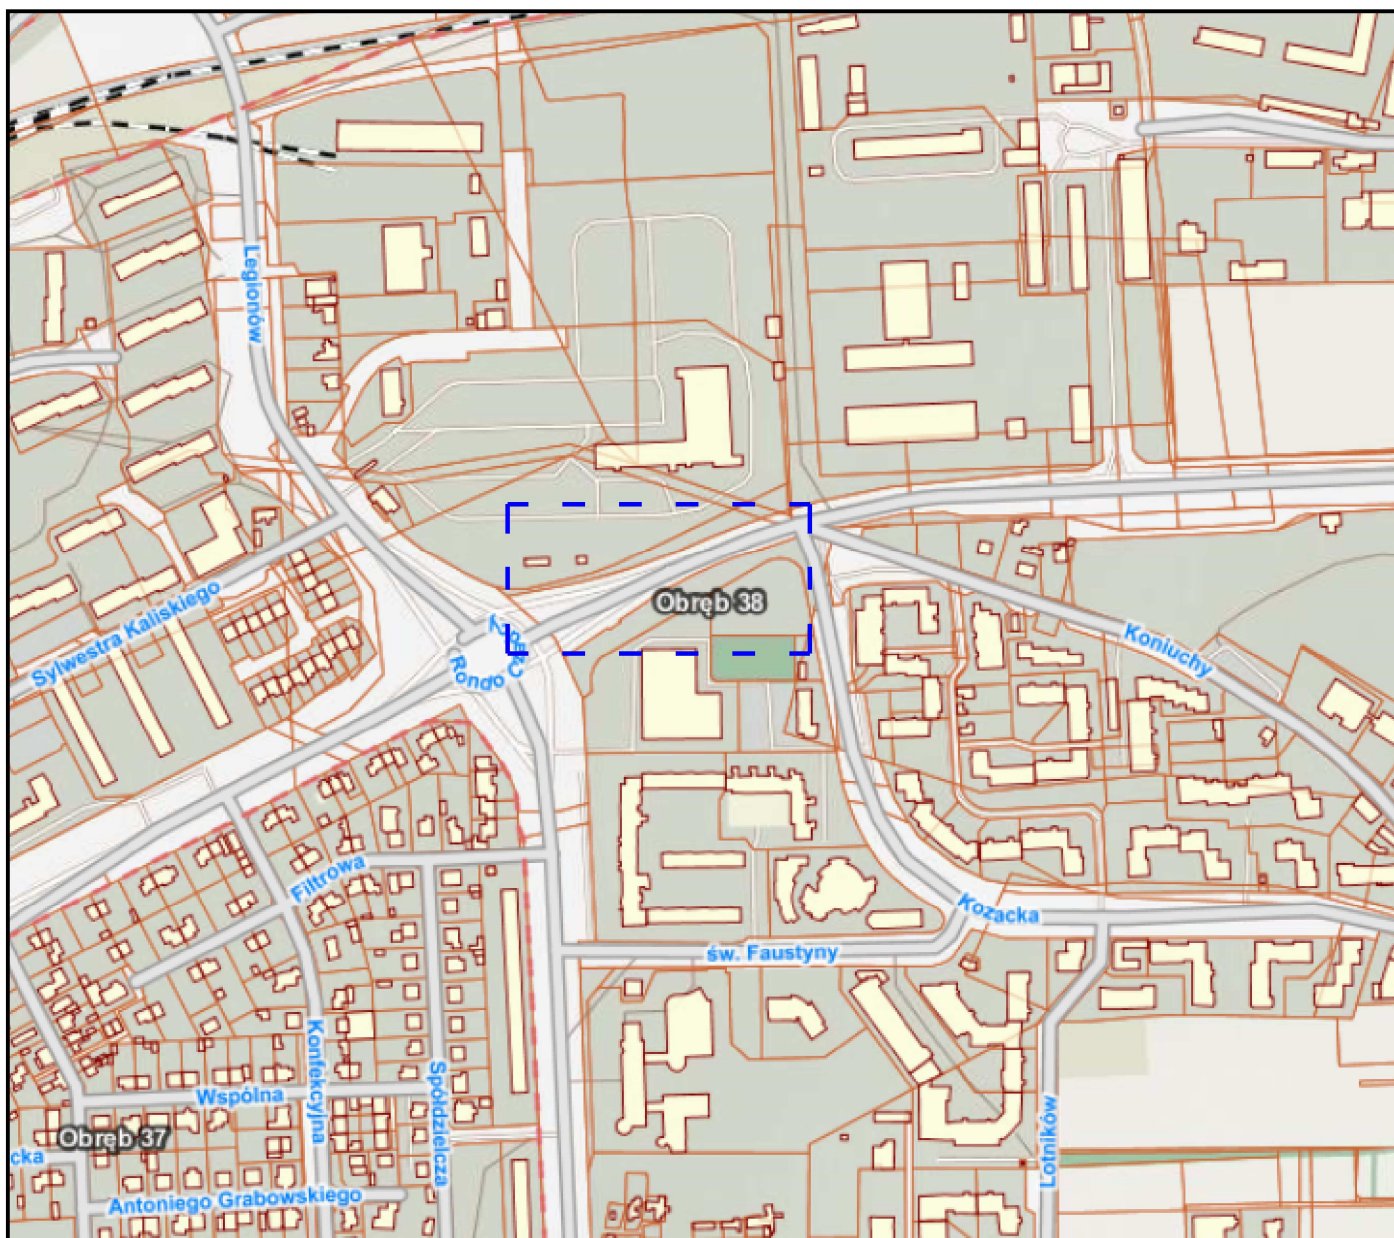 Legionów
Obręb 38
Sylwestra Kaliskiego
Rondo
Koniuchy
Filtrowa
Kozacka
św. Faustyny
Konfekcyjna
Spółdzielcza
Wspólna
Lotników
Obręb 37
cka
Antoniego Grabowskiego